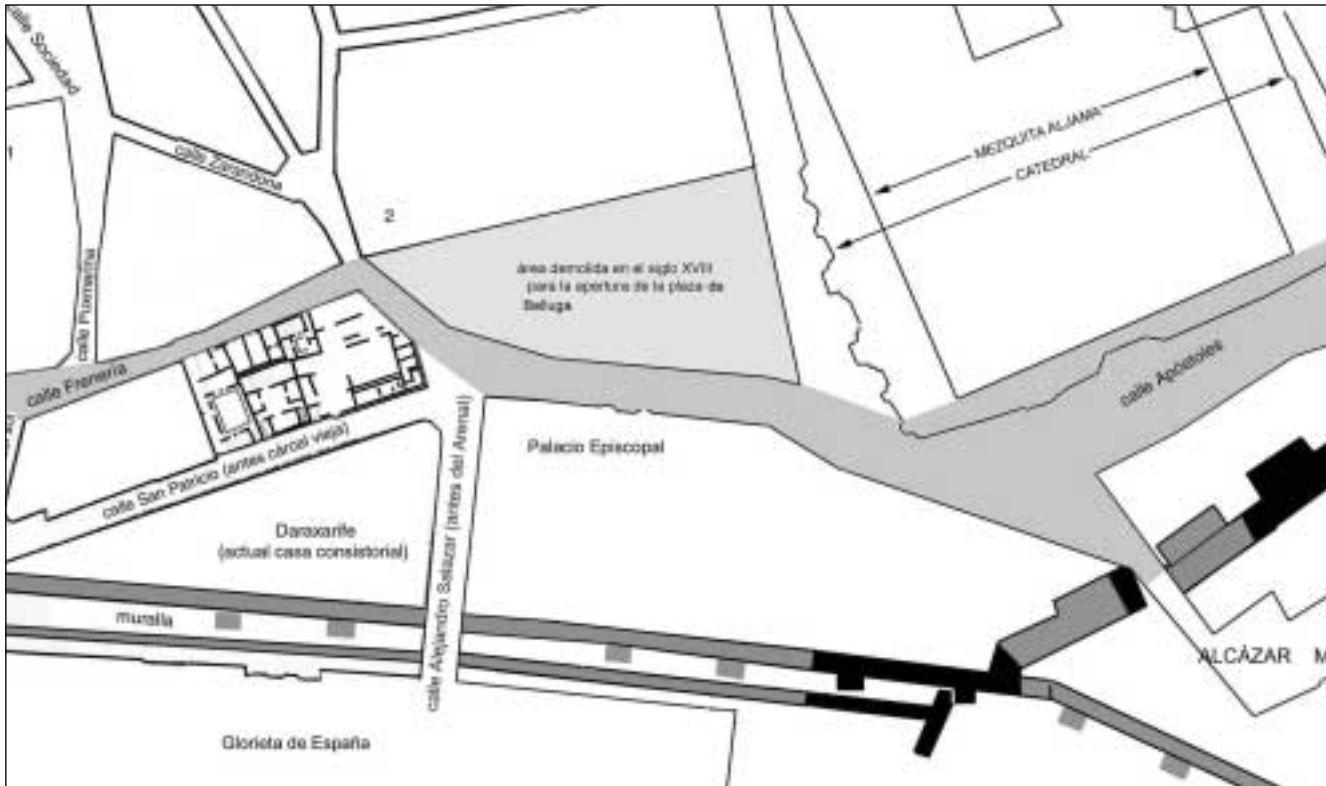 calle Sociedad
1
calle Zarandona
calle Puxmarina
2
MEZQUITA ALJAMA
CATEDRAL
área demolida en el siglo XVIII
para la apertura de la plaza de
Belluga
calle Frenería
calle Apóstoles
calle San Patricio (antes cárcel vieja)
Palacio Episcopal
Daraxarife
(actual casa consistorial)
calle Alejandro Salazar (antes del Arenal)
muralla
ALCÁZAR M
Glorieta de España